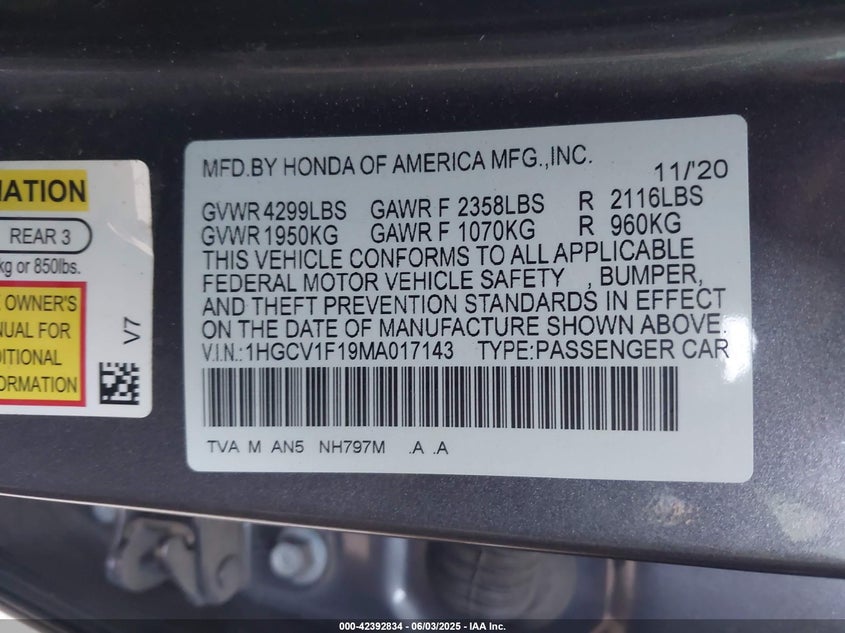 MATION
REAR 3
kg or 850lbs.
E OWNER'S
NUAL FOR
DITIONAL
FORMATION
V7
MFD.BY HONDA OF AMERICA MFG.,INC. 11/'20
GVWR 4299LBS GAWR F 2358LBS R 2116LBS
GVWR 1950KG GAWR F 1070KG R 960KG
THIS VEHICLE CONFORMS TO ALL APPLICABLE
FEDERAL MOTOR VEHICLE SAFETY , BUMPER,
AND THEFT PREVENTION STANDARDS IN EFFECT
ON THE DATE OF MANUFACTURE SHOWN ABOVE.
V.I.N.:1HGCV1F19MA017143 TYPE:PASSENGER CAR
TVA M AN5 NH797M .A .A
000-42392834 - 06/03/2025 - IAA Inc.